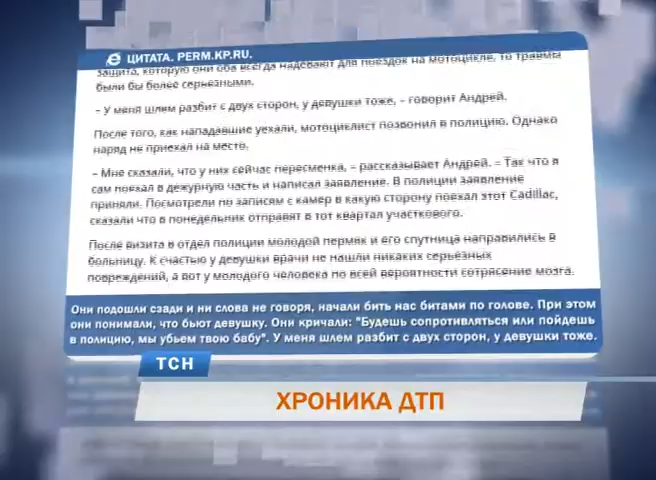 ЦИТАТА. PERM.KP.RU.
защита, которую они оба всегда надевают для поездок на мотоцикле, то травмы
были бы более серьезными.
– У меня шлем разбит с двух сторон, у девушки тоже, – говорит Андрей.
После того, как нападавшие уехали, мотоциклист позвонил в полицию. Однако
наряд не приехал на место.
– Мне сказали, что у них сейчас пересменка, – рассказывает Андрей. – Так что я
сам поехал в дежурную часть и написал заявление. В полиции заявление
приняли. Посмотрели по записям с камер в какую сторону поехал этот Cadillac,
сказали что в понедельник отправят в тот квартал участкового.
После визита в отдел полиции молодой пермяк и его спутница направились в
больницу. К счастью у девушки врачи не нашли никаких серьезных
повреждений, а вот у молодого человека по всей вероятности сотрясение мозга.
Они подошли сзади и ни слова не говоря, начали бить нас битами по голове. При этом
они понимали, что бьют девушку. Они кричали: "Будешь сопротивляться или пойдешь
в полицию, мы убьем твою бабу". У меня шлем разбит с двух сторон, у девушки тоже.
ТСН
ХРОНИКА ДТП